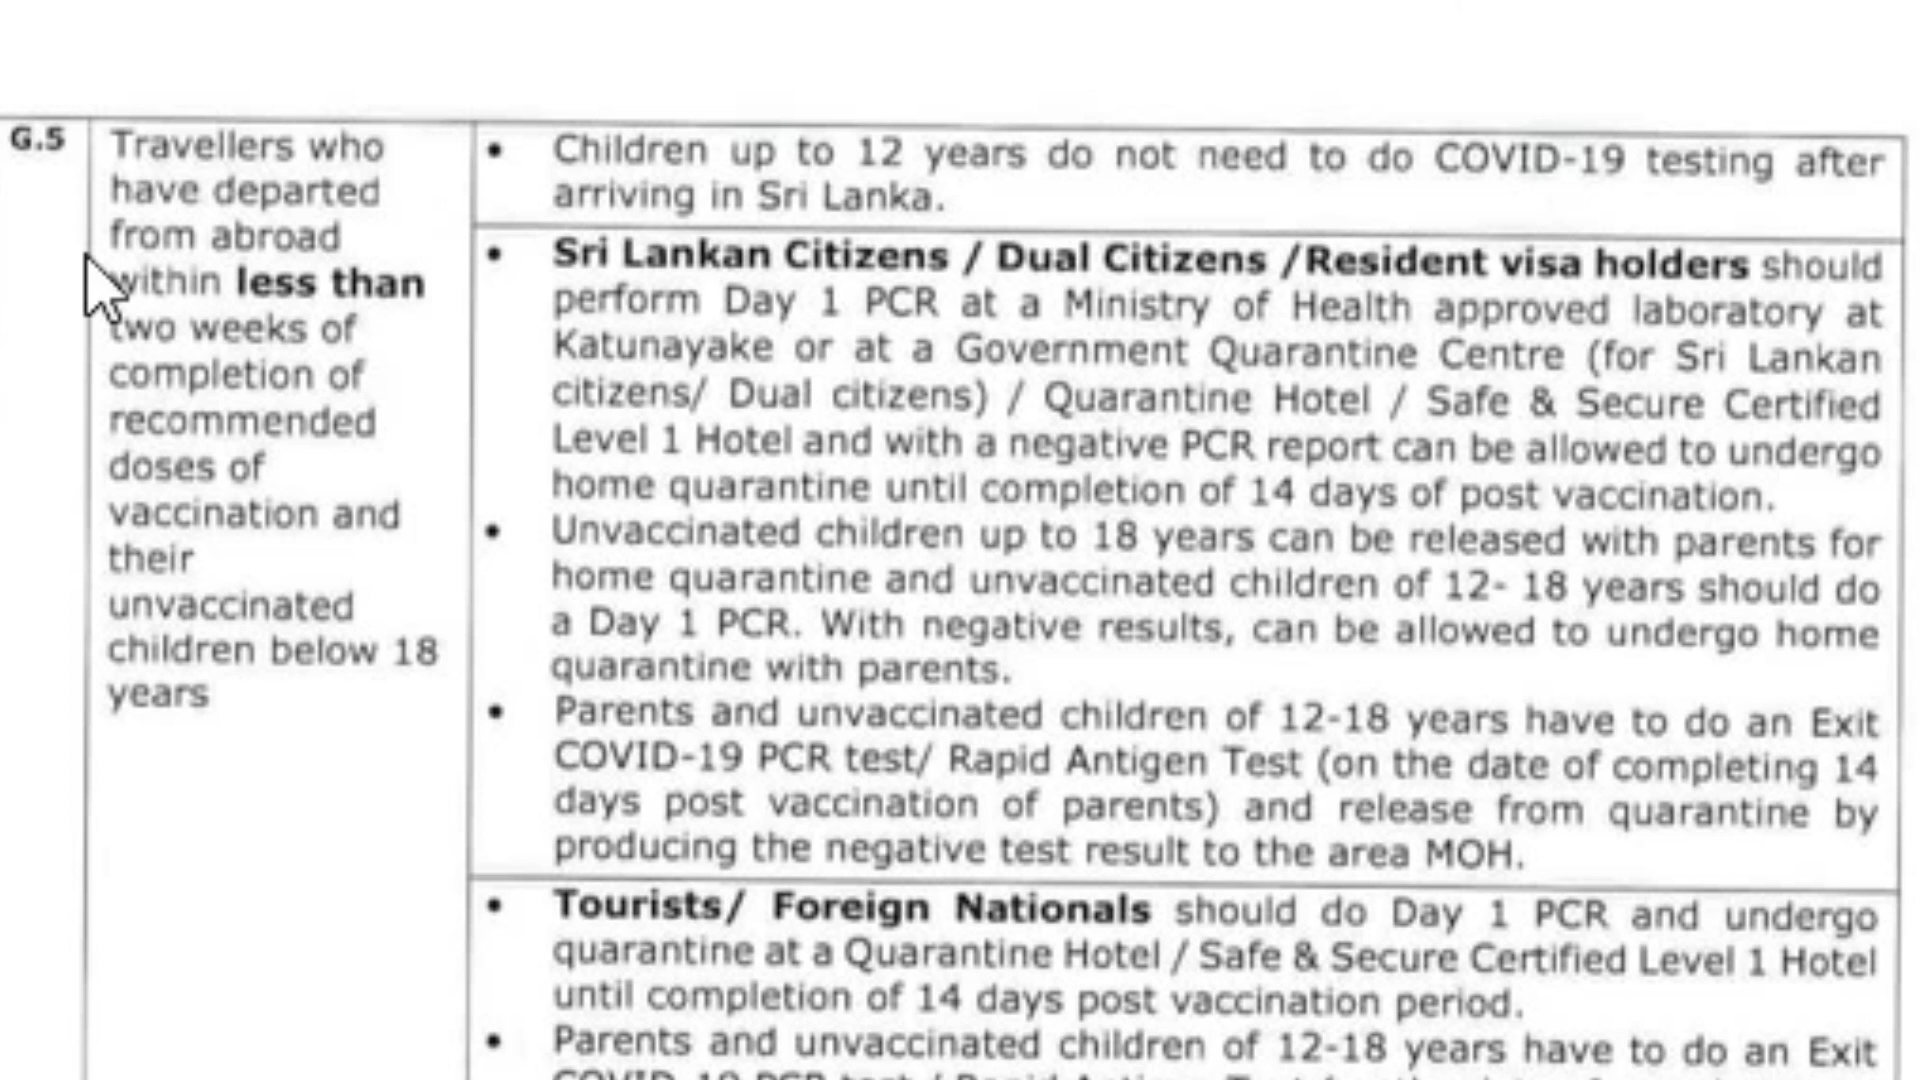 G.5
Travellers who
have departed
from abroad
within less than
two weeks of
completion of
recommended
doses of
vaccination and
their
unvaccinated
children below 18
years
• Children up to 12 years do not need to do COVID-19 testing after
arriving in Sri Lanka.
• Sri Lankan Citizens / Dual Citizens /Resident visa holders should
perform Day 1 PCR at a Ministry of Health approved laboratory at
Katunayake or at a Government Quarantine Centre (for Sri Lankan
citizens/ Dual citizens) / Quarantine Hotel / Safe & Secure Certified
Level 1 Hotel and with a negative PCR report can be allowed to undergo
home quarantine until completion of 14 days of post vaccination.
• Unvaccinated children up to 18 years can be released with parents for
home quarantine and unvaccinated children of 12- 18 years should do
a Day 1 PCR. With negative results, can be allowed to undergo home
quarantine with parents.
• Parents and unvaccinated children of 12-18 years have to do an Exit
COVID-19 PCR test/ Rapid Antigen Test (on the date of completing 14
days post vaccination of parents) and release from quarantine by
producing the negative test result to the area MOH.
• Tourists/ Foreign Nationals should do Day 1 PCR and undergo
quarantine at a Quarantine Hotel / Safe & Secure Certified Level 1 Hotel
until completion of 14 days post vaccination period.
• Parents and unvaccinated children of 12-18 years have to do an Exit